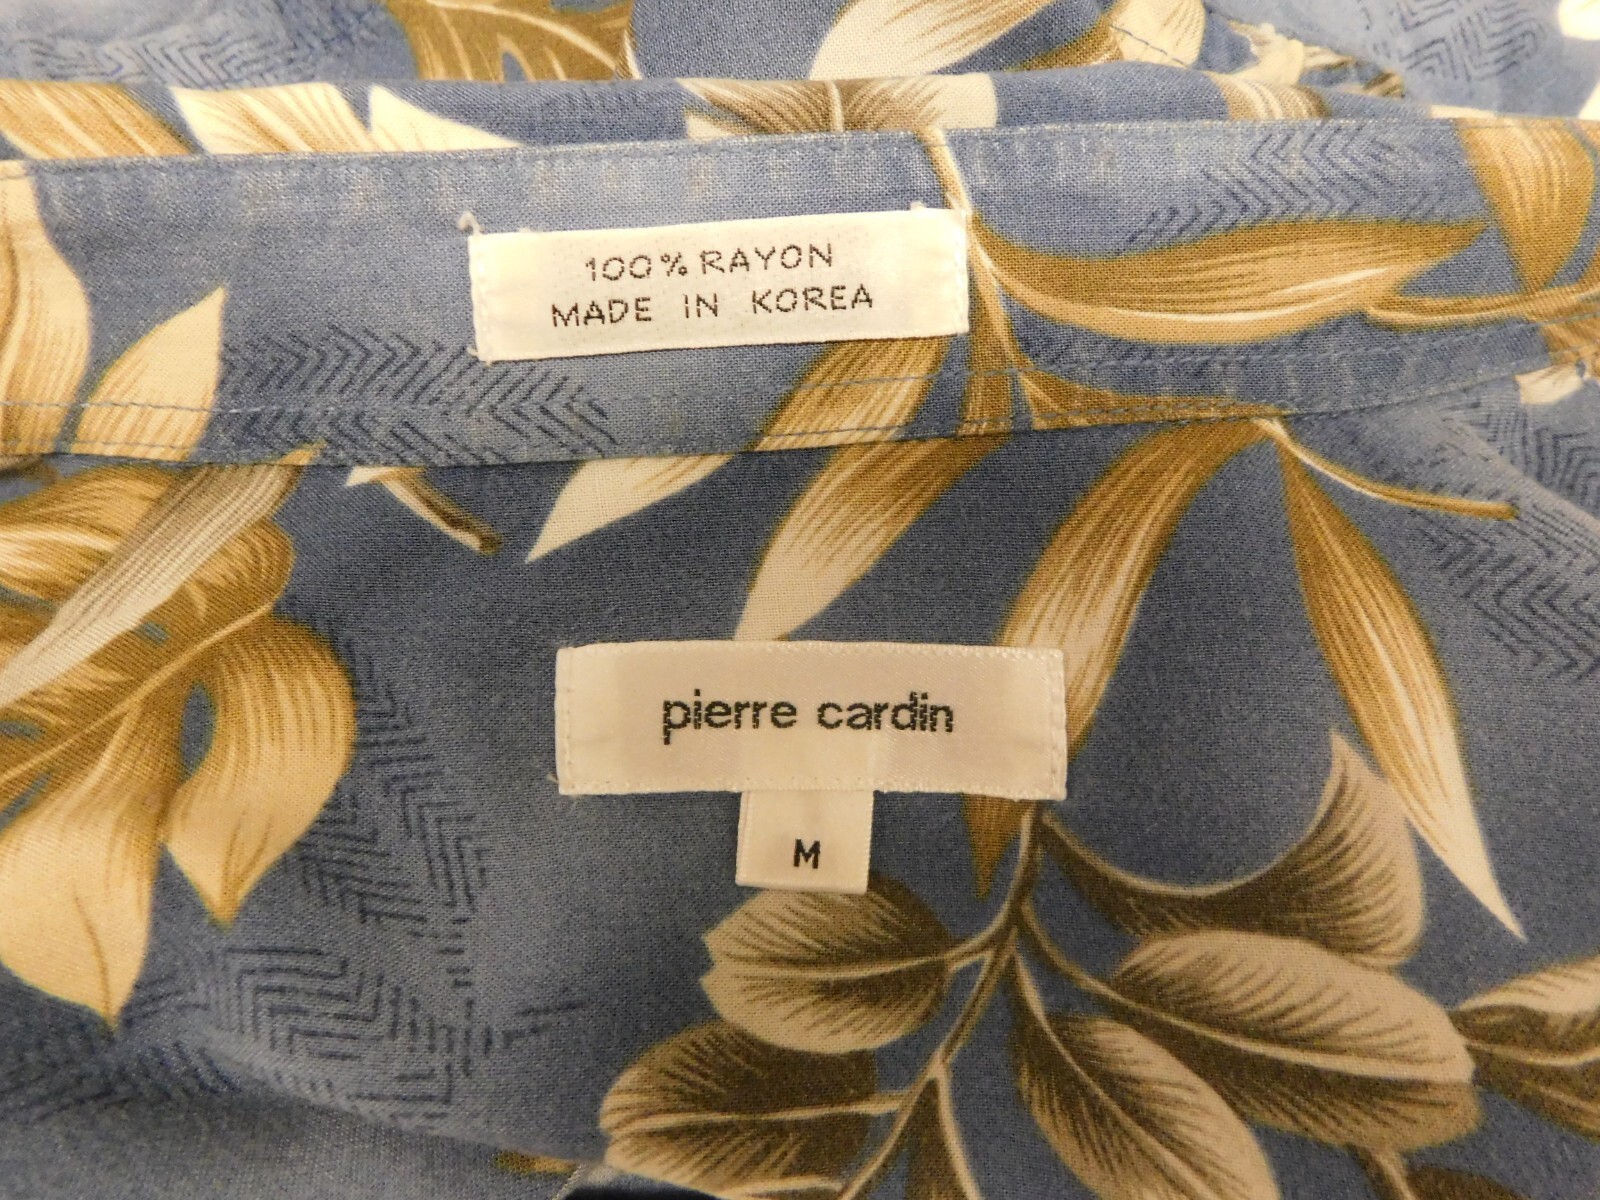 100% RAYON
MADE IN KOREA
pierre cardin
M